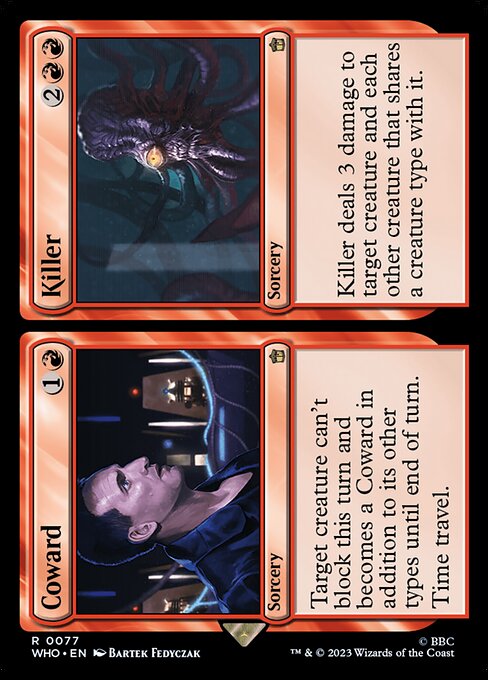 Coward 1
Sorcery
Target creature can't
block this turn and
becomes a Coward in
addition to its other
types until end of turn.
Time travel.
Killer 2
Sorcery
Killer deals 3 damage to
target creature and each
other creature that shares
a creature type with it.
R 0077
WHO • EN BARTEK FEDYCZAK
© BBC
™ & © 2023 Wizards of the Coast